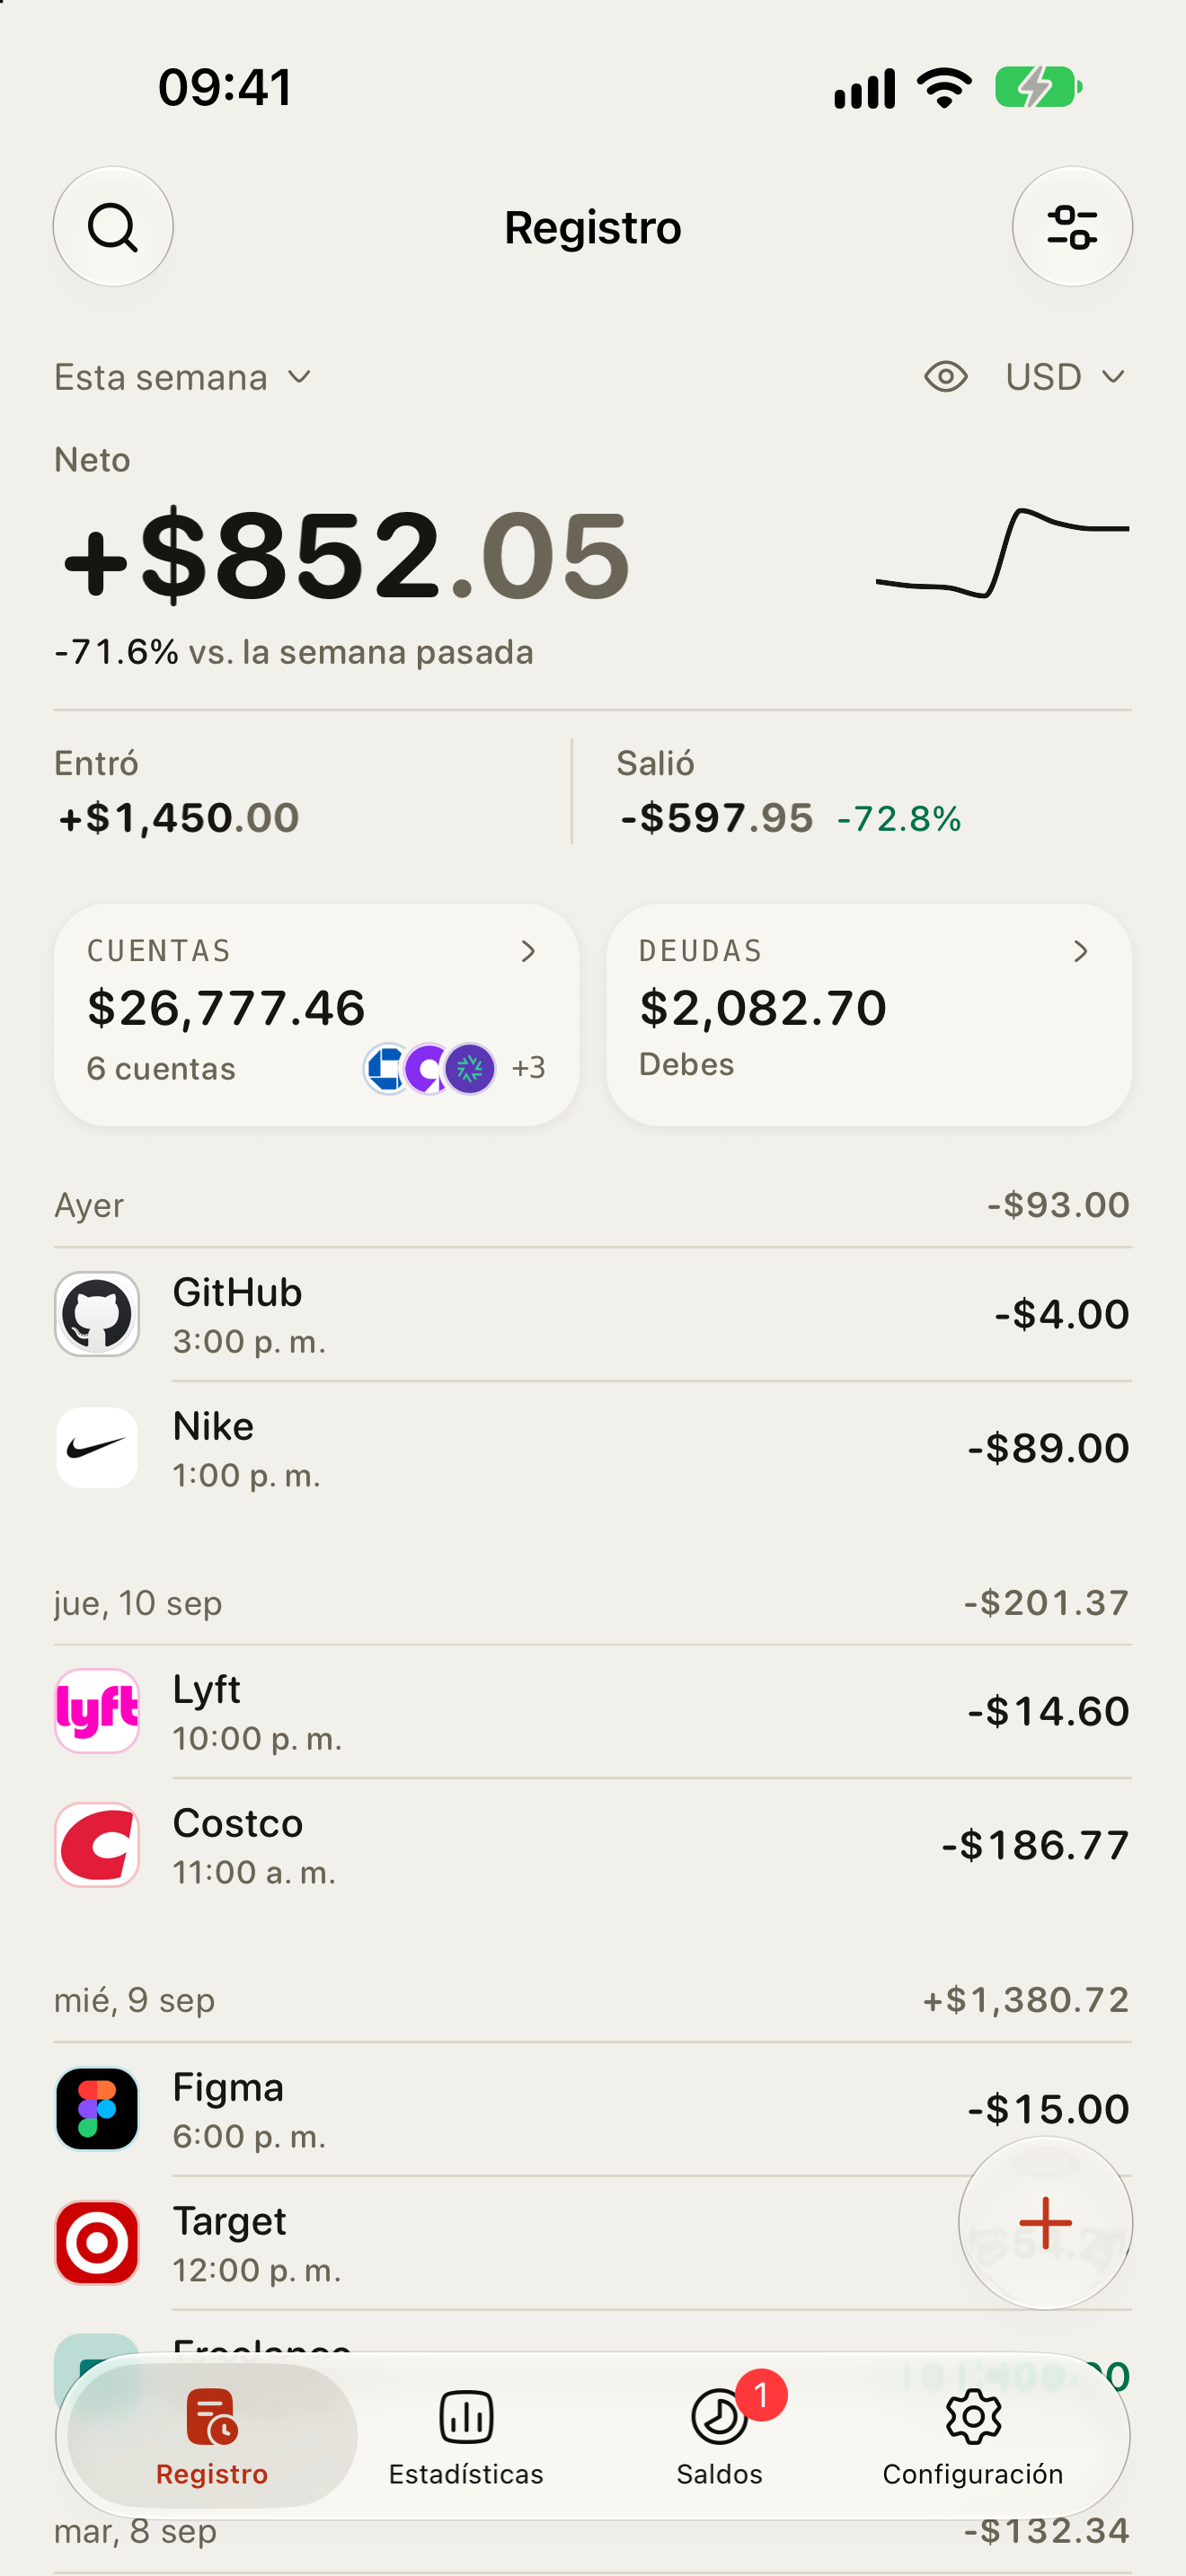 09:41
Registro
Esta semana
USD
Neto
+$852.05
-71.6% vs. la semana pasada
Entró
+$1,450.00
Salió
-$597.95 -72.8%
CUENTAS
$26,777.46
6 cuentas
+3
DEUDAS
$2,082.70
Debes
Ayer
-$93.00
GitHub
3:00 p. m.
-$4.00
Nike
1:00 p. m.
-$89.00
jue, 10 sep
-$201.37
lyft
Lyft
10:00 p. m.
-$14.60
Costco
11:00 a. m.
-$186.77
mié, 9 sep
+$1,380.72
Figma
6:00 p. m.
-$15.00
Target
12:00 p. m.
Freelance
Registro
Estadísticas
1
Saldos
Configuración
mar, 8 sep
-$132.34